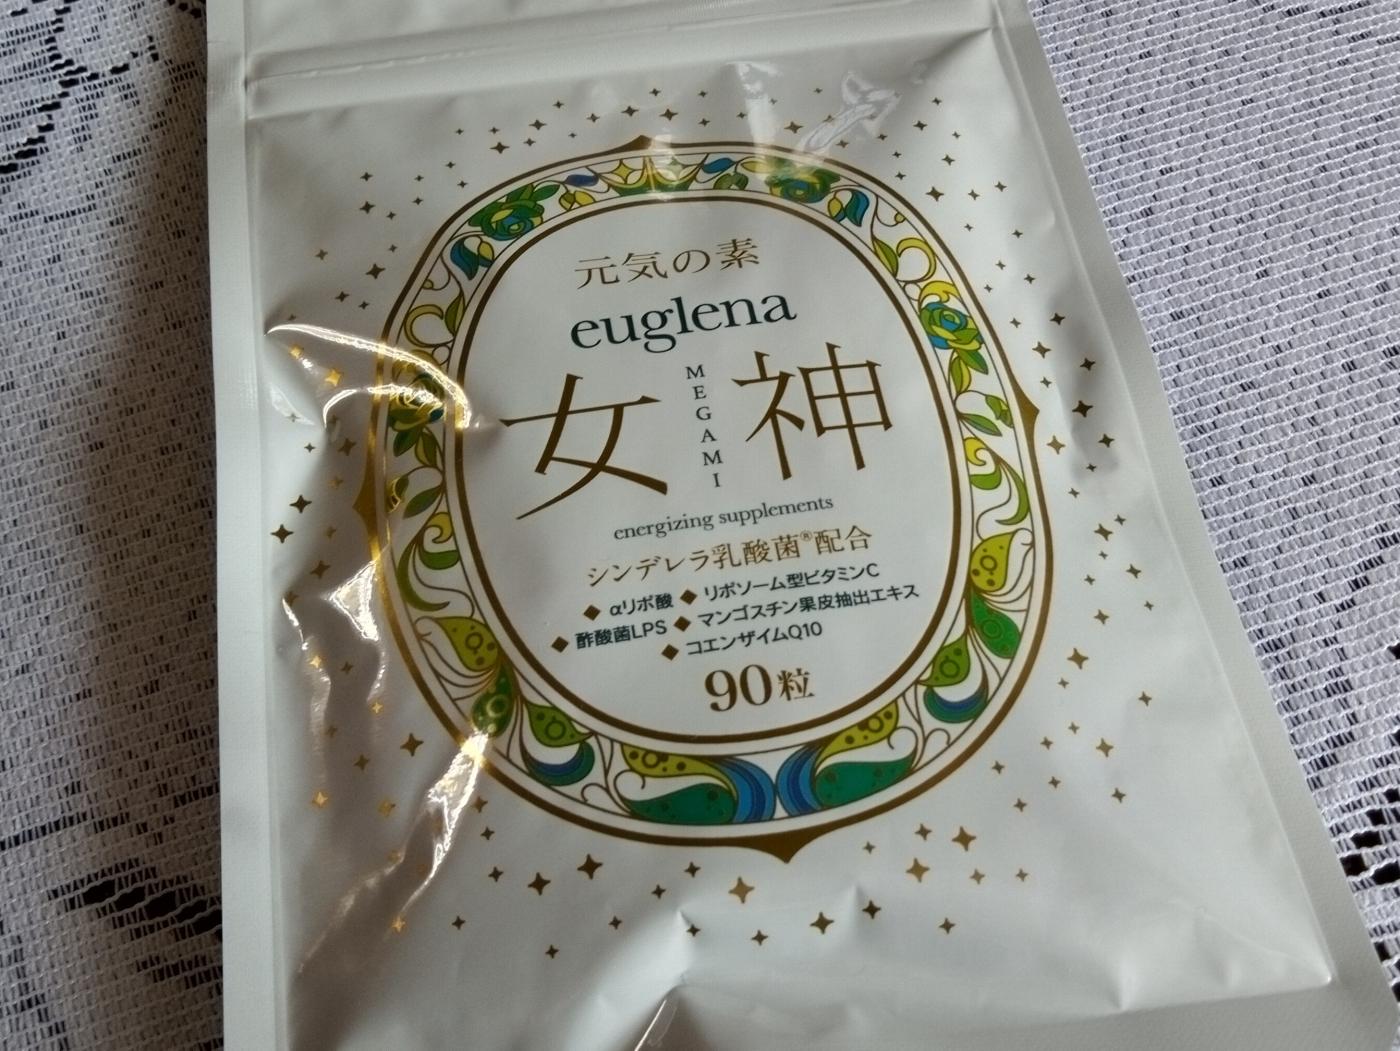 元気の素
euglena
女神
MEGAMI
energizing supplements
シンデレラ乳酸菌®配合
◆ αリポ酸 ◆ リポソーム型ビタミンC
◆ 酢酸菌LPS ◆ マンゴスチン果皮抽出エキス
◆ コエンザイムQ10
90粒